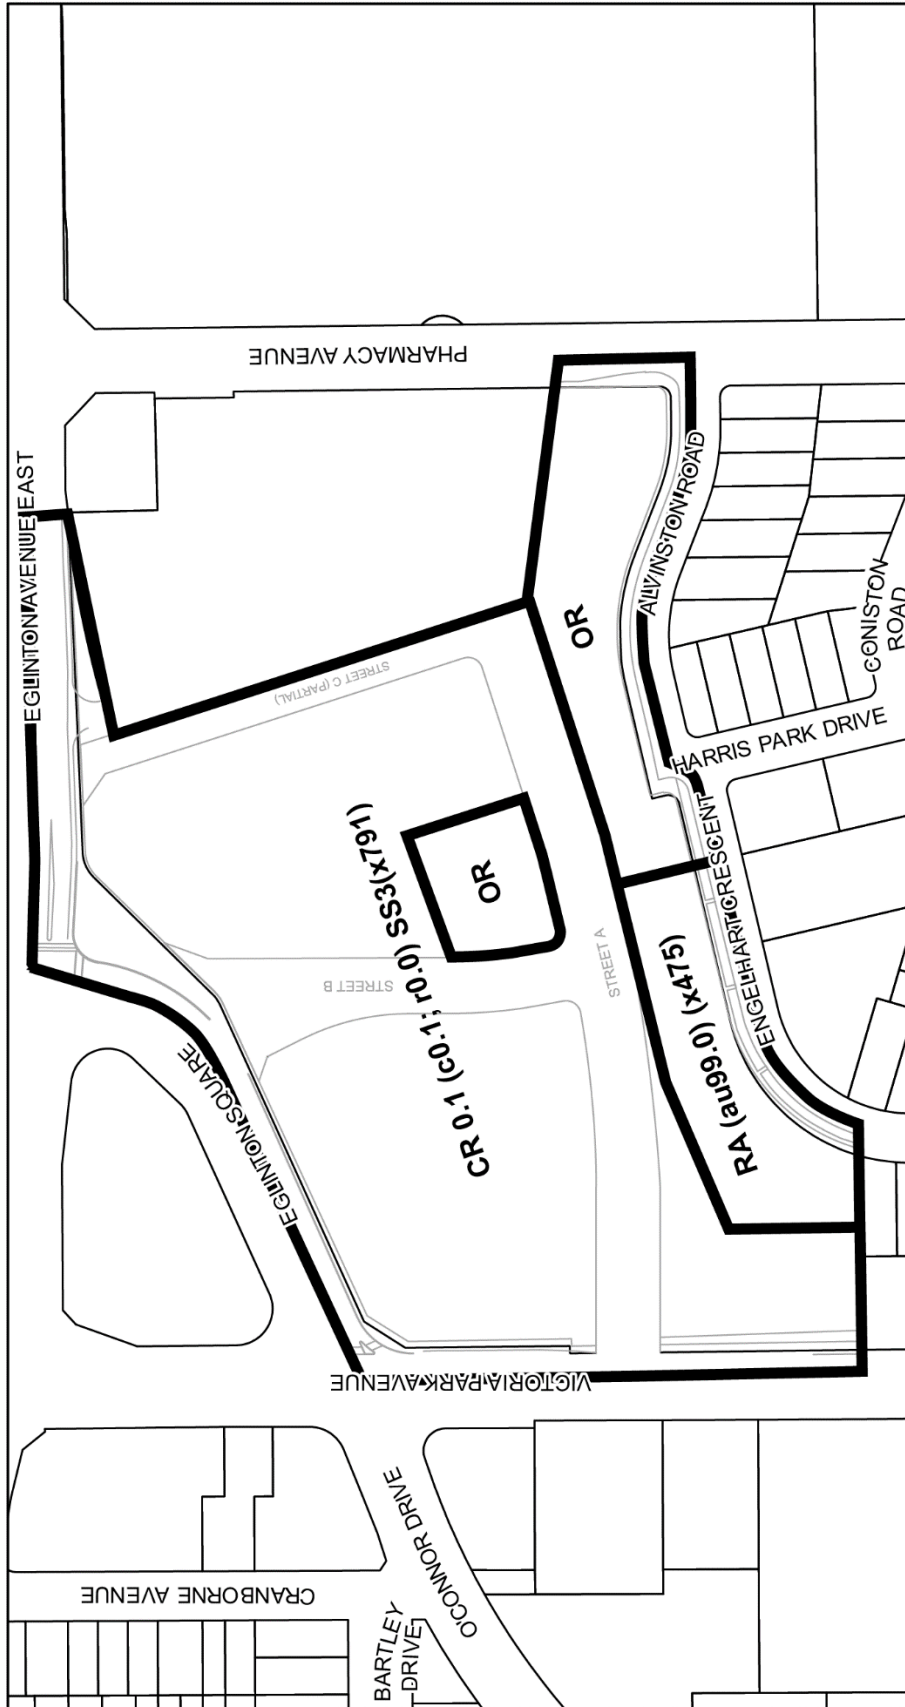 EGLINTON AVENUE EAST
PHARMACY AVENUE
ALVINSTON ROAD
OR
STREET C (PARTIAL)
CONISTON
ROAD
HARRIS PARK DRIVE
OR
CR 0.1 (c0.1; r0.0) SS3(x791)
ENGELHART CRESCENT
STREET B
STREET A
RA (au99.0) (x475)
EGLINTON SQUARE
VICTORIA PARK AVENUE
O'CONNOR DRIVE
CRANBORNE AVENUE
BARTLEY
DRIVE